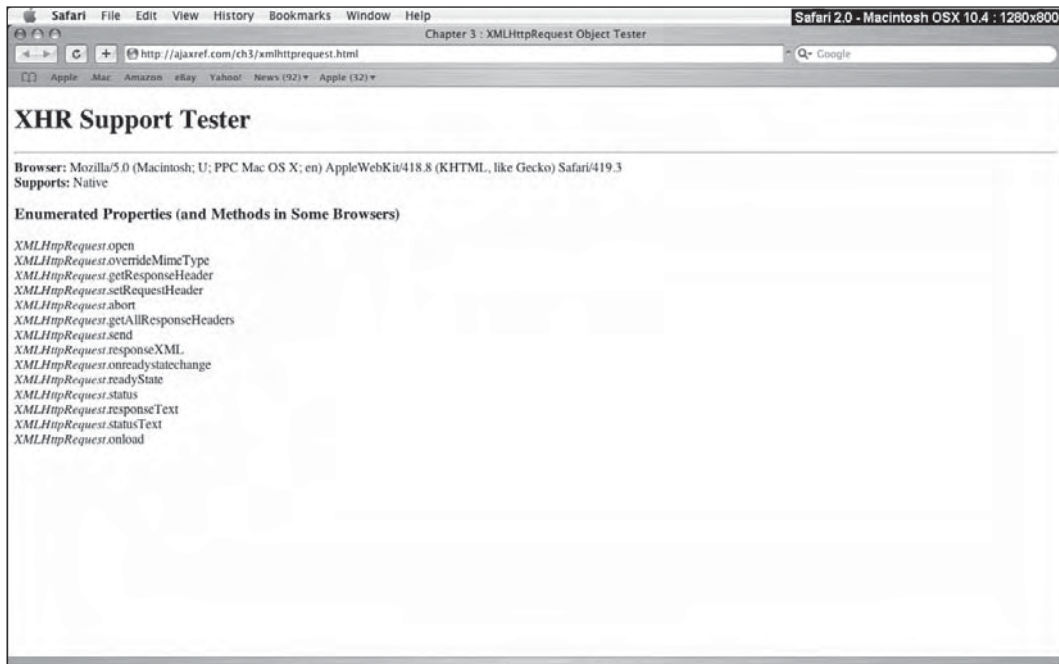 Safari File Edit View History Bookmarks Window Help
Safari 2.0 - Macintosh OSX 10.4 : 1280x800
Chapter 3 : XMLHttpRequest Object Tester
http://ajaxref.com/ch3/xmlhttprequest.html
Google
Apple .Mac Amazon eBay Yahoo! News (92) Apple (32)
XHR Support Tester
Browser: Mozilla/5.0 (Macintosh; U; PPC Mac OS X; en) AppleWebKit/418.8 (KHTML, like Gecko) Safari/419.3
Supports: Native
Enumerated Properties (and Methods in Some Browsers)
XMLHttpRequest.open
XMLHttpRequest.overrideMimeType
XMLHttpRequest.getResponseHeader
XMLHttpRequest.setRequestHeader
XMLHttpRequest.abort
XMLHttpRequest.getAllResponseHeaders
XMLHttpRequest.send
XMLHttpRequest.responseXML
XMLHttpRequest.onreadystatechange
XMLHttpRequest.readyState
XMLHttpRequest.status
XMLHttpRequest.responseText
XMLHttpRequest.statusText
XMLHttpRequest.onload